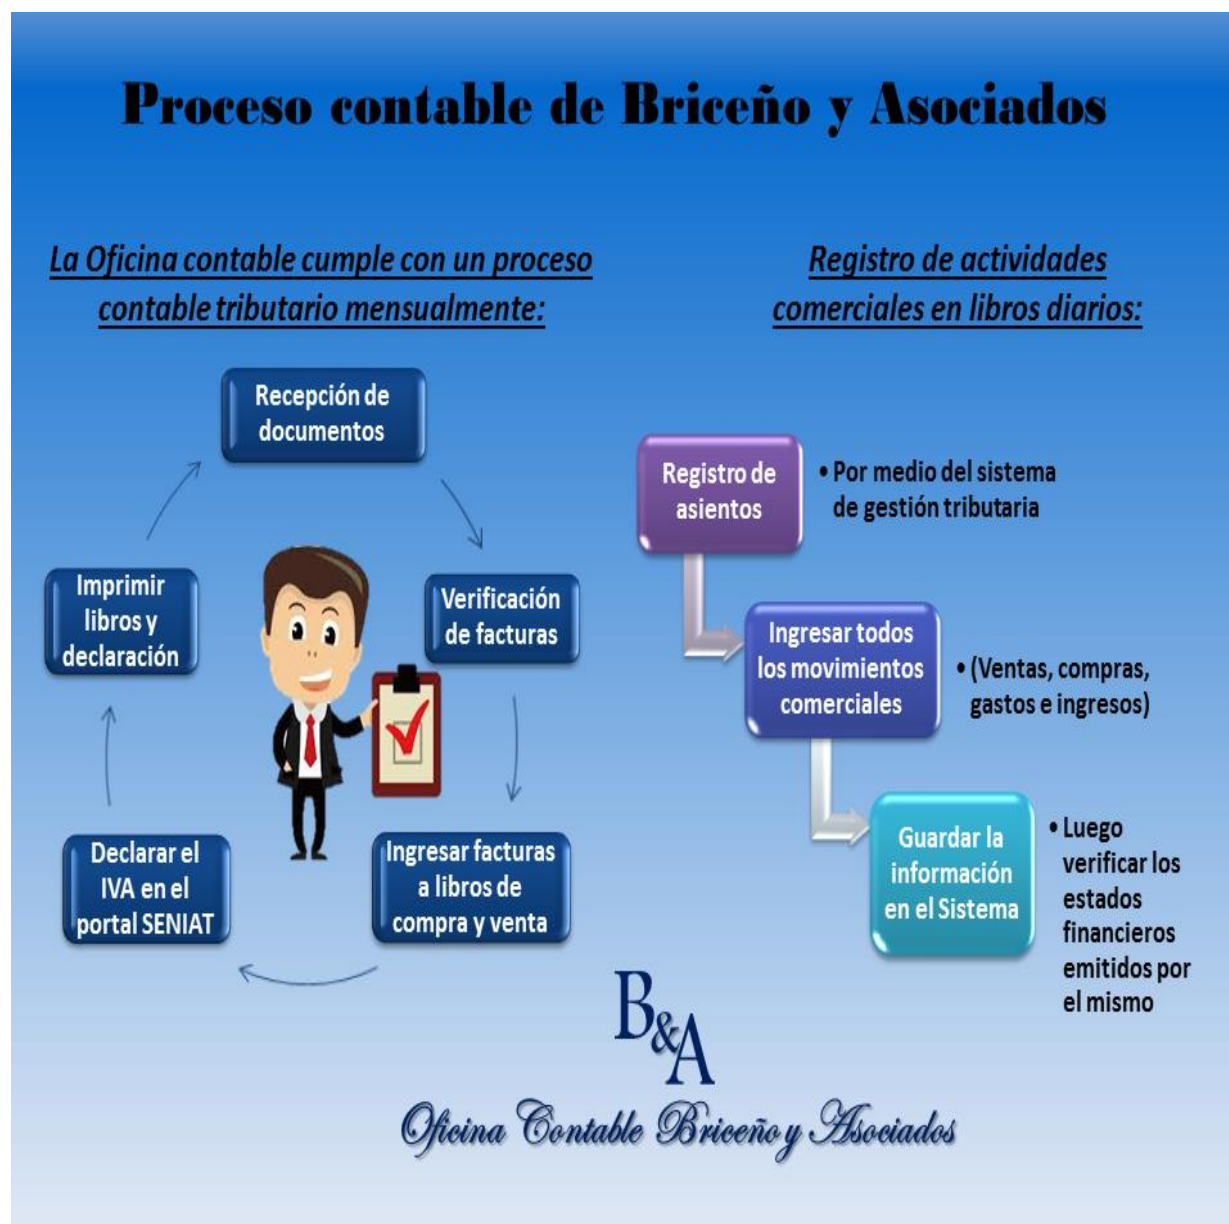 Proceso contable de Briceño y Asociados
La Oficina contable cumple con un proceso
contable tributario mensualmente:
Recepción de
documentos
Verificación
de facturas
Ingresar facturas
a libros de
compra y venta
Declarar el
IVA en el
portal SENIAT
Imprimir
libros y
declaración
Registro de actividades
comerciales en libros diarios:
Registro de
asientos
• Por medio del sistema
de gestión tributaria
Ingresar todos
los movimientos
comerciales
• (Ventas, compras,
gastos e ingresos)
Guardar la
información
en el Sistema
• Luego
verificar los
estados
financieros
emitidos por
el mismo
B&A
Oficina Contable Briceño y Asociados